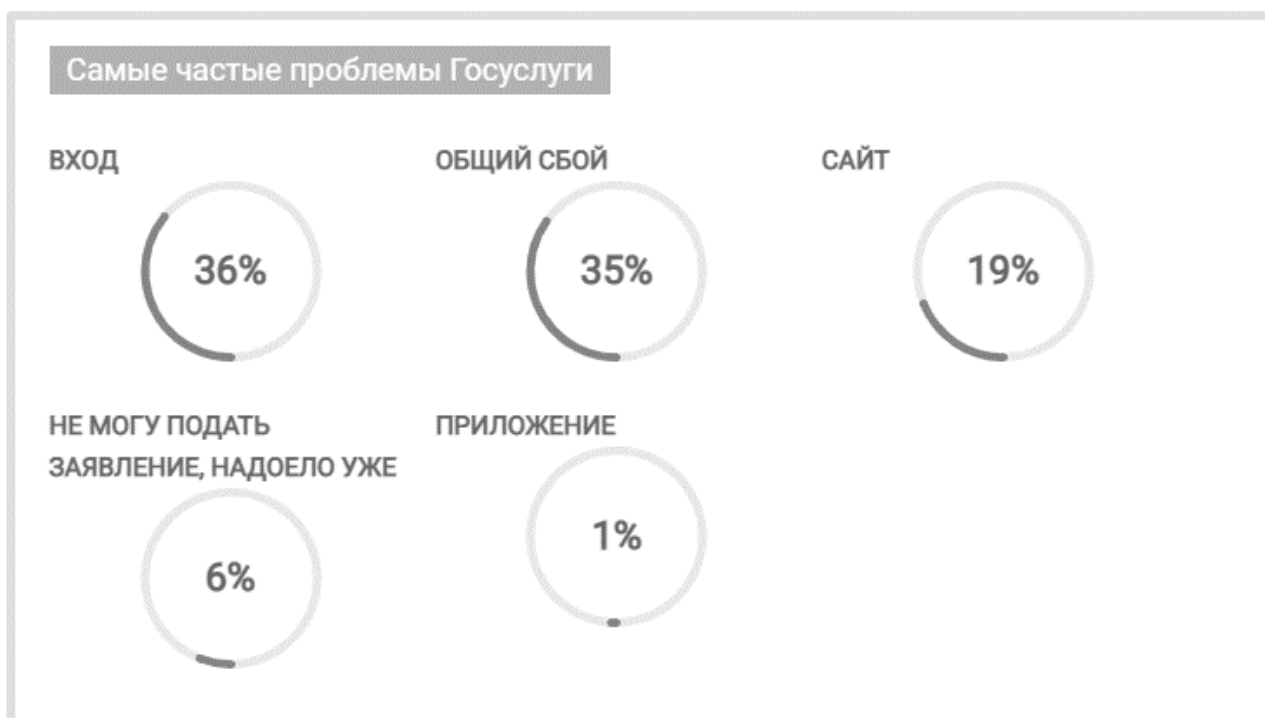 Самые частые проблемы Госуслуги
ВХОД
36%
ОБЩИЙ СБОЙ
35%
САЙТ
19%
НЕ МОГУ ПОДАТЬ
ЗАЯВЛЕНИЕ, НАДОЕЛО УЖЕ
6%
ПРИЛОЖЕНИЕ
1%